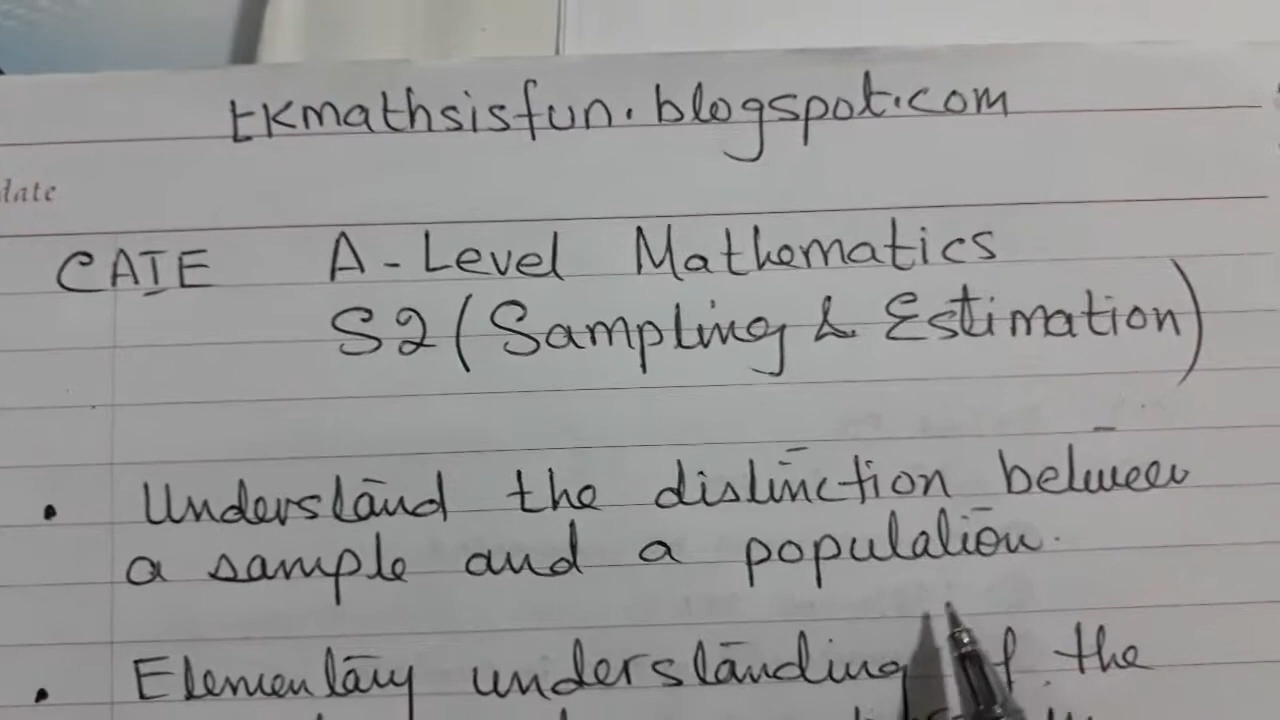 tkmathsisfun.blogspot.com
date
CAIE A-Level Mathematics
S2 (Sampling & Estimation)
• Understand the distinction between
a sample and a population.
• Elementary understanding of the